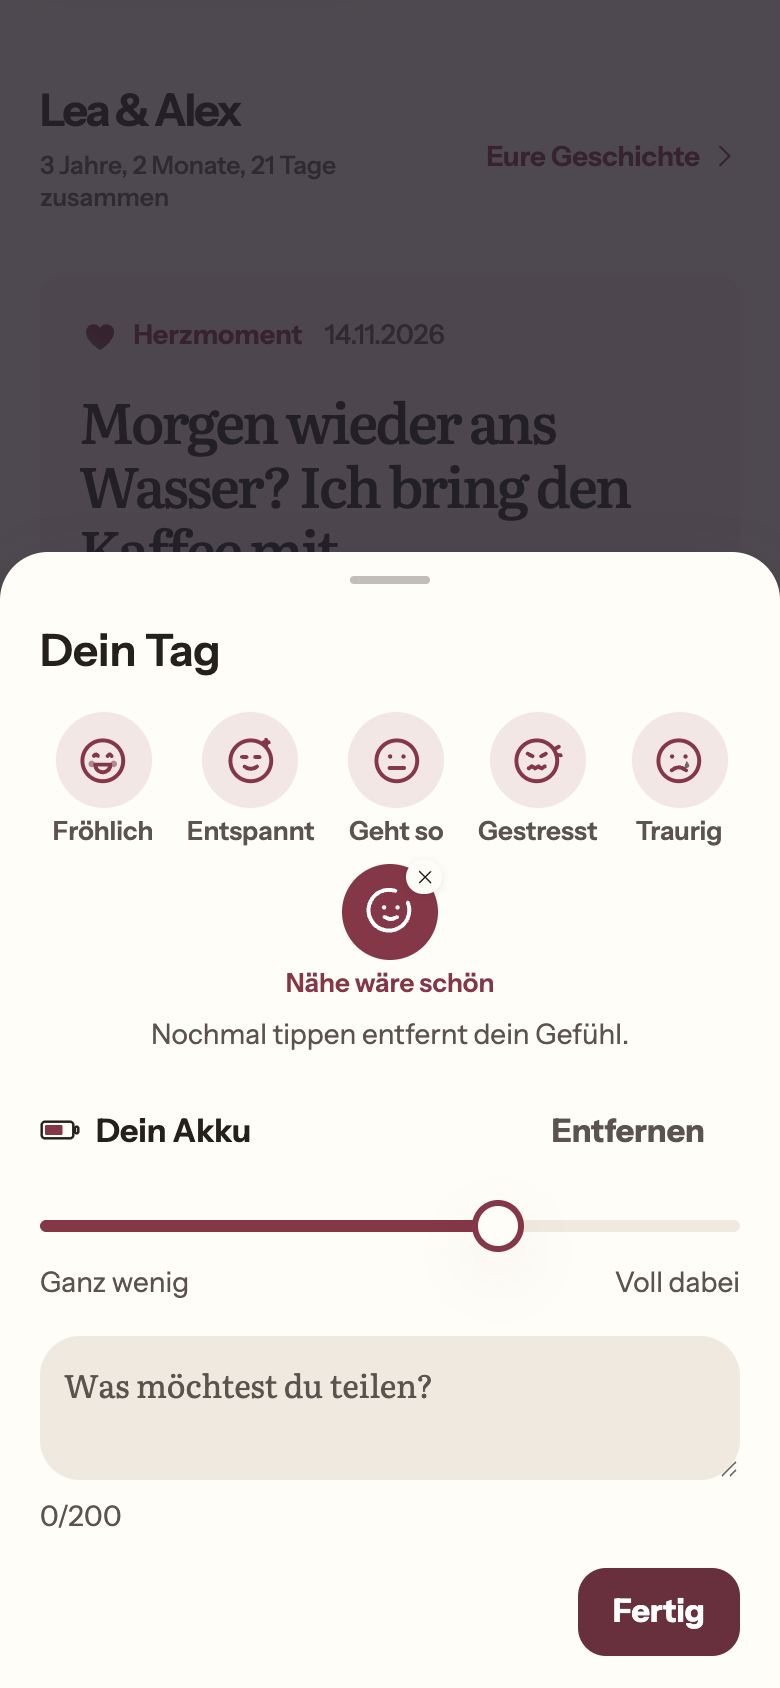 Lea & Alex
3 Jahre, 2 Monate, 21 Tage
zusammen
Eure Geschichte
Herzmoment 14.11.2026
Morgen wieder ans
Wasser? Ich bring den
Kaffee mit
Dein Tag
Fröhlich
Entspannt
Geht so
Gestresst
Traurig
Nähe wäre schön
Nochmal tippen entfernt dein Gefühl.
Dein Akku
Entfernen
Ganz wenig
Voll dabei
Was möchtest du teilen?
0/200
Fertig